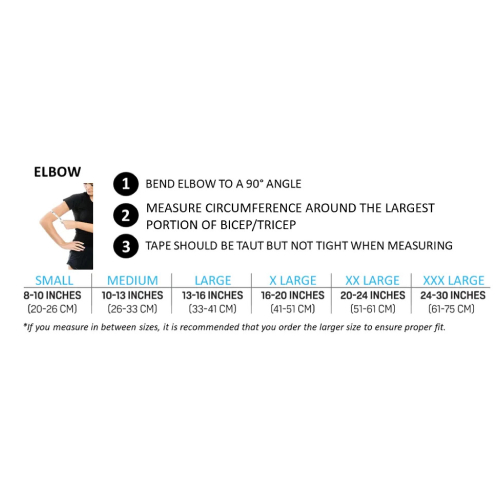 ELBOW
1 BEND ELBOW TO A 90° ANGLE
2 MEASURE CIRCUMFERENCE AROUND THE LARGEST
PORTION OF BICEP/TRICEP
3 TAPE SHOULD BE TAUT BUT NOT TIGHT WHEN MEASURING
SMALL MEDIUM LARGE X LARGE XX LARGE XXX LARGE
8-10 INCHES 10-13 INCHES 13-16 INCHES 16-20 INCHES 20-24 INCHES 24-30 INCHES
(20-26 CM) (26-33 CM) (33-41 CM) (41-51 CM) (51-61 CM) (61-75 CM)
*If you measure in between sizes, it is recommended that you order the larger size to ensure proper fit.